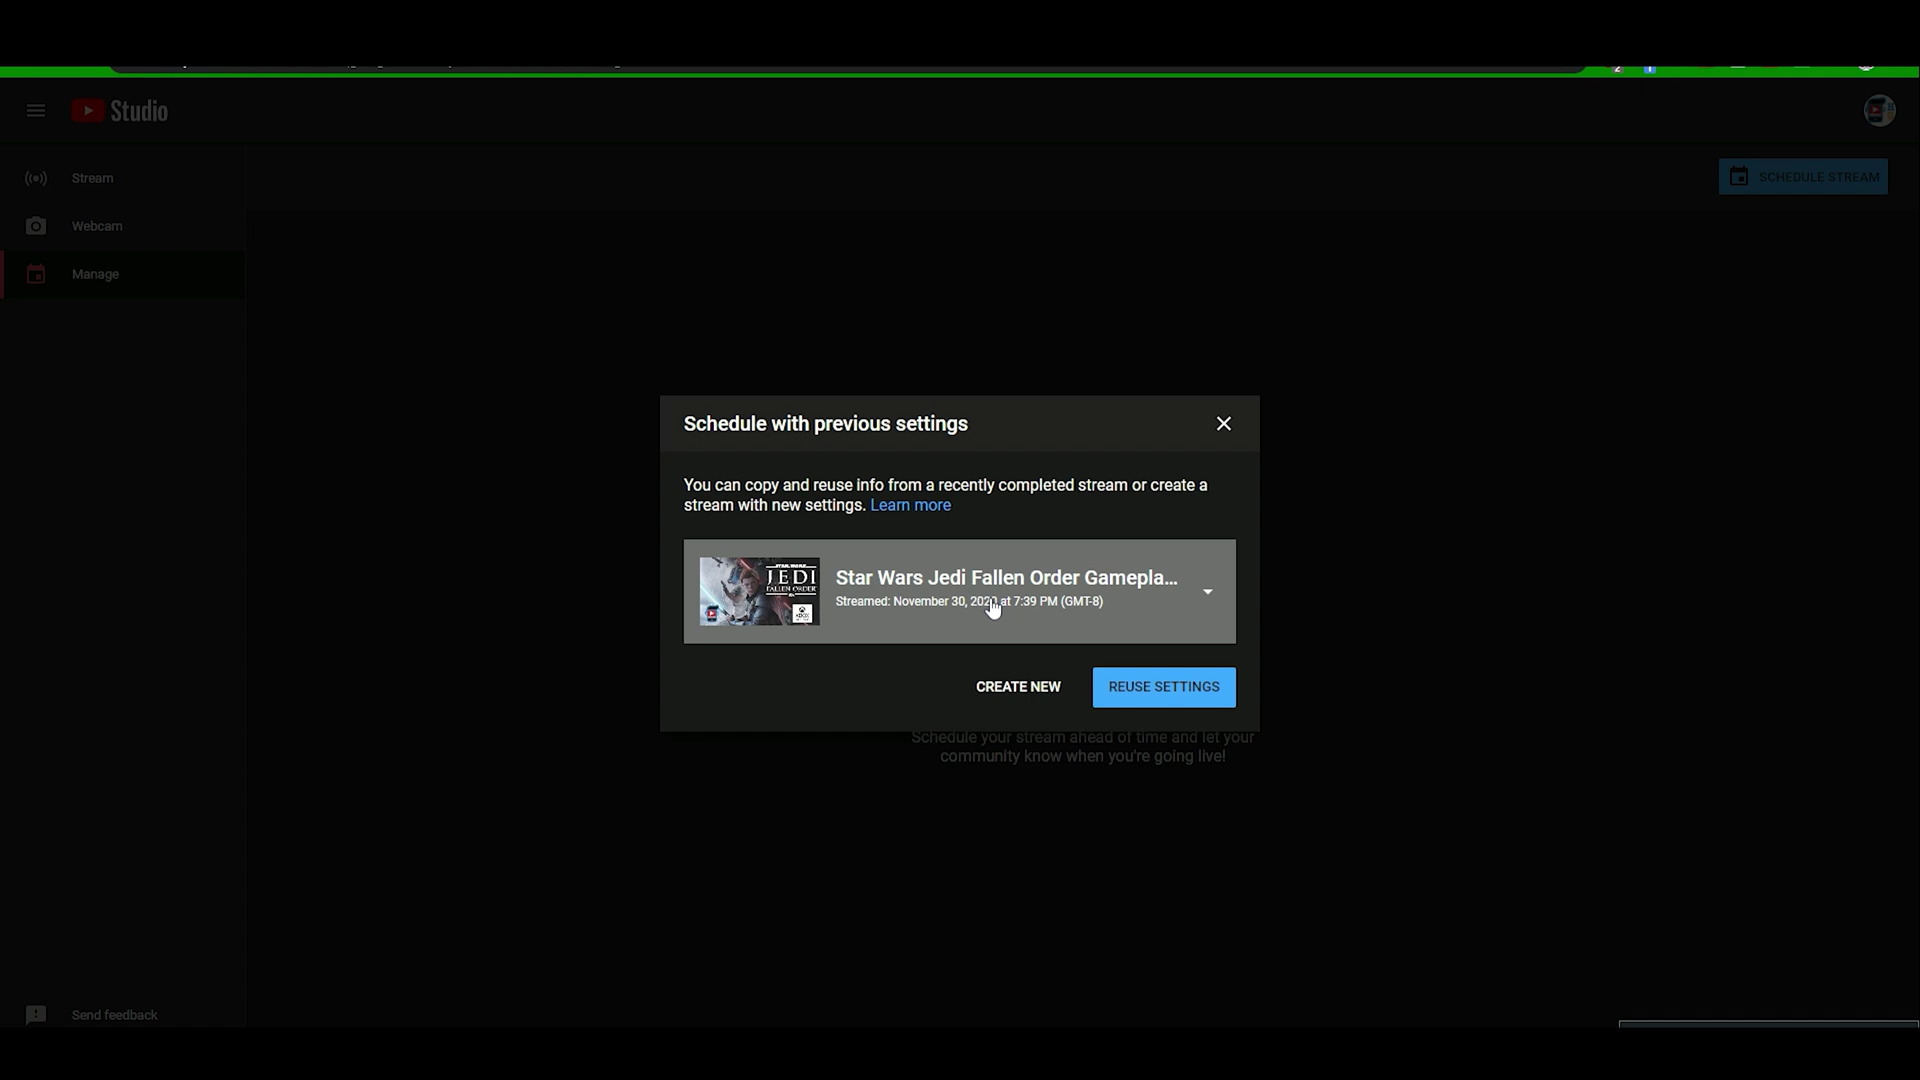 Studio
Stream
SCHEDULE STREAM
Webcam
Manage
Schedule with previous settings
You can copy and reuse info from a recently completed stream or create a
stream with new settings. Learn more
JEDI
FALLEN ORDER
Star Wars Jedi Fallen Order Gamepla...
Streamed: November 30, 2020 at 7:39 PM (GMT-8)
CREATE NEW
REUSE SETTINGS
Schedule your stream ahead of time and let your
community know when you're going live!
Send feedback